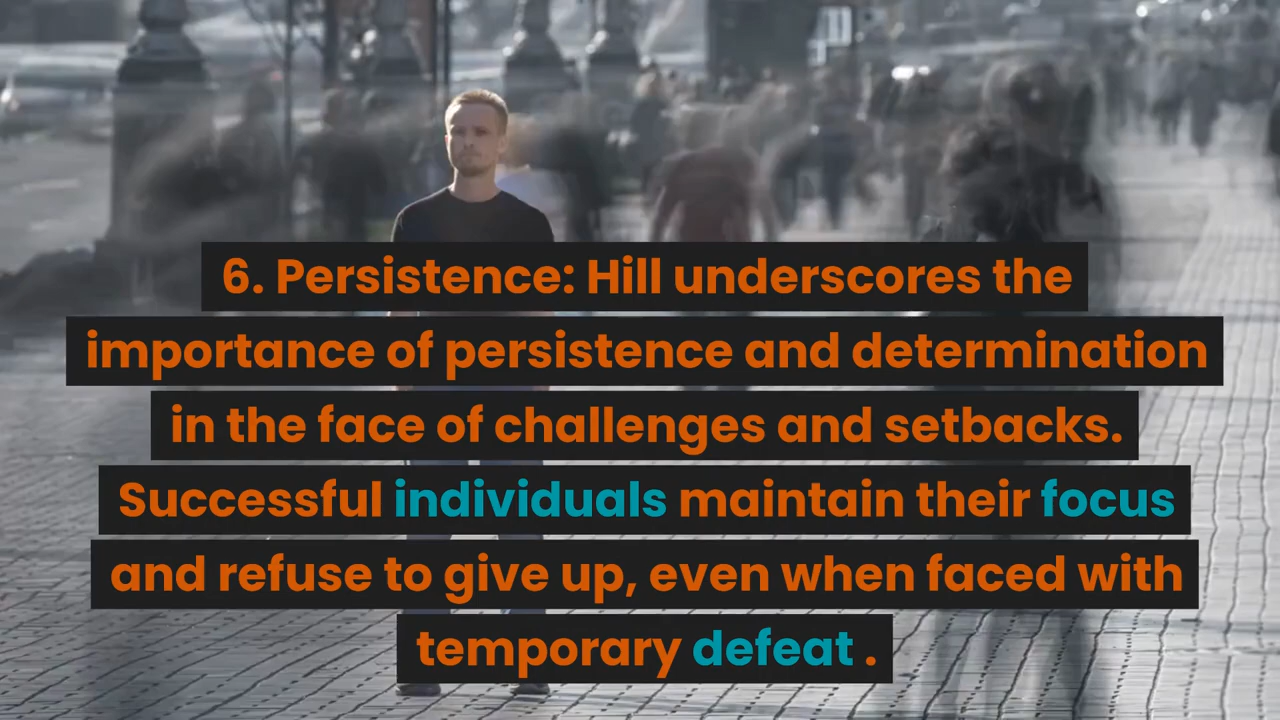 6. Persistence: Hill underscores the
importance of persistence and determination
in the face of challenges and setbacks.
Successful individuals maintain their focus
and refuse to give up, even when faced with
temporary defeat .